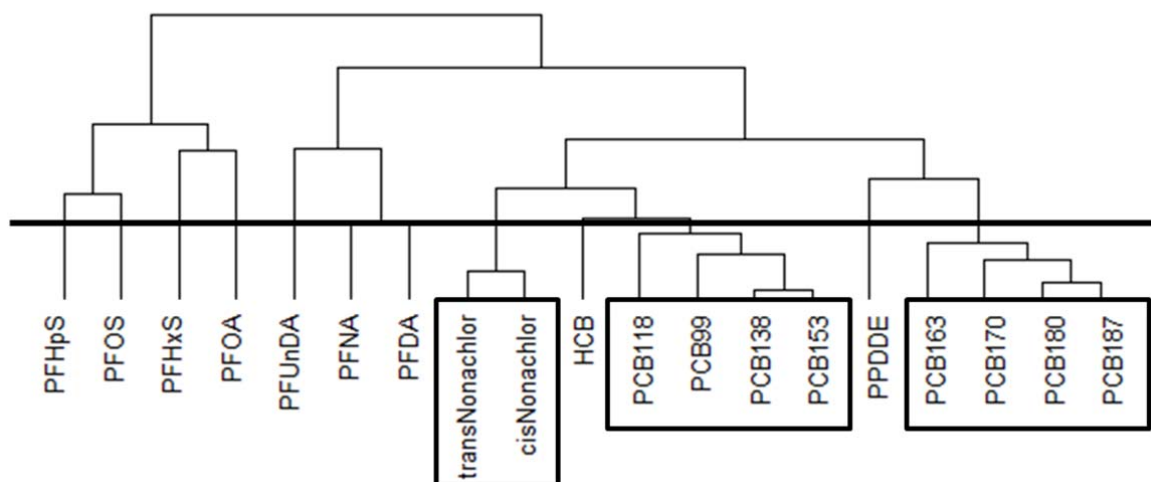 PFHpS
PFOS
PFHxS
PFOA
PFUnDA
PFNA
PFDA
transNonachlor
cisNonachlor
HCB
PCB118
PCB99
PCB138
PCB153
PPDDE
PCB163
PCB170
PCB180
PCB187